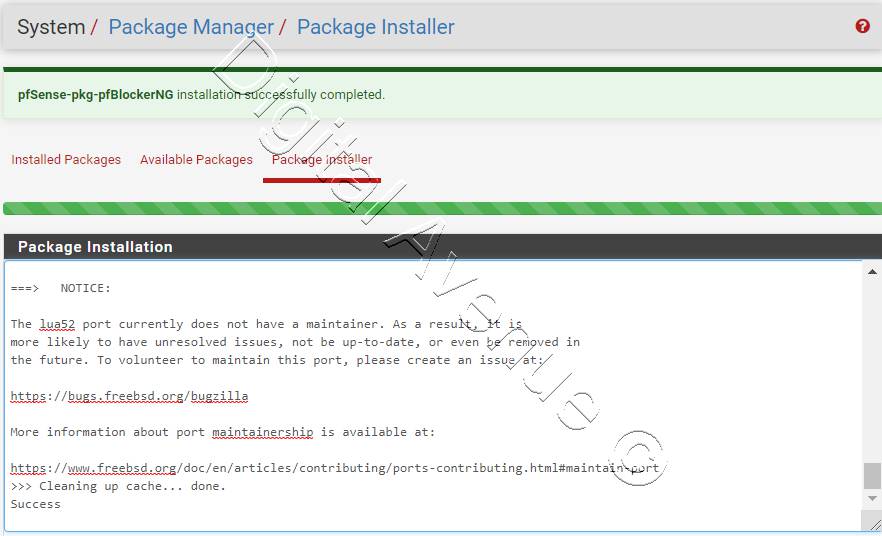 System / Package Manager / Package Installer
pfSense-pkg-pfBlockerNG installation successfully completed.
Installed Packages Available Packages Package Installer
Package Installation
===> NOTICE:
The lua52 port currently does not have a maintainer. As a result, it is
more likely to have unresolved issues, not be up-to-date, or even be removed in
the future. To volunteer to maintain this port, please create an issue at:
https://bugs.freebsd.org/bugzilla
More information about port maintainership is available at:
https://www.freebsd.org/doc/en/articles/contributing/ports-contributing.html#maintain-port
>>> Cleaning up cache... done.
Success
Digital Avenue ©